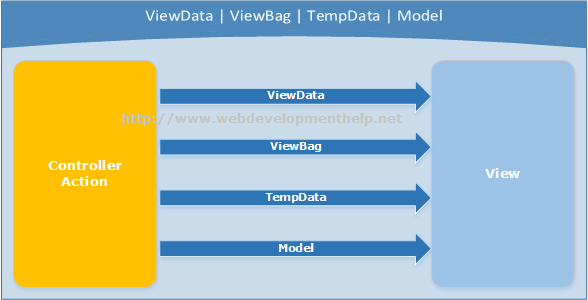 ViewData | ViewBag | TempData | Model
ViewData
http://www.webdevelopmenthelp.net
ViewBag
Controller
Action
View
TempData
Model